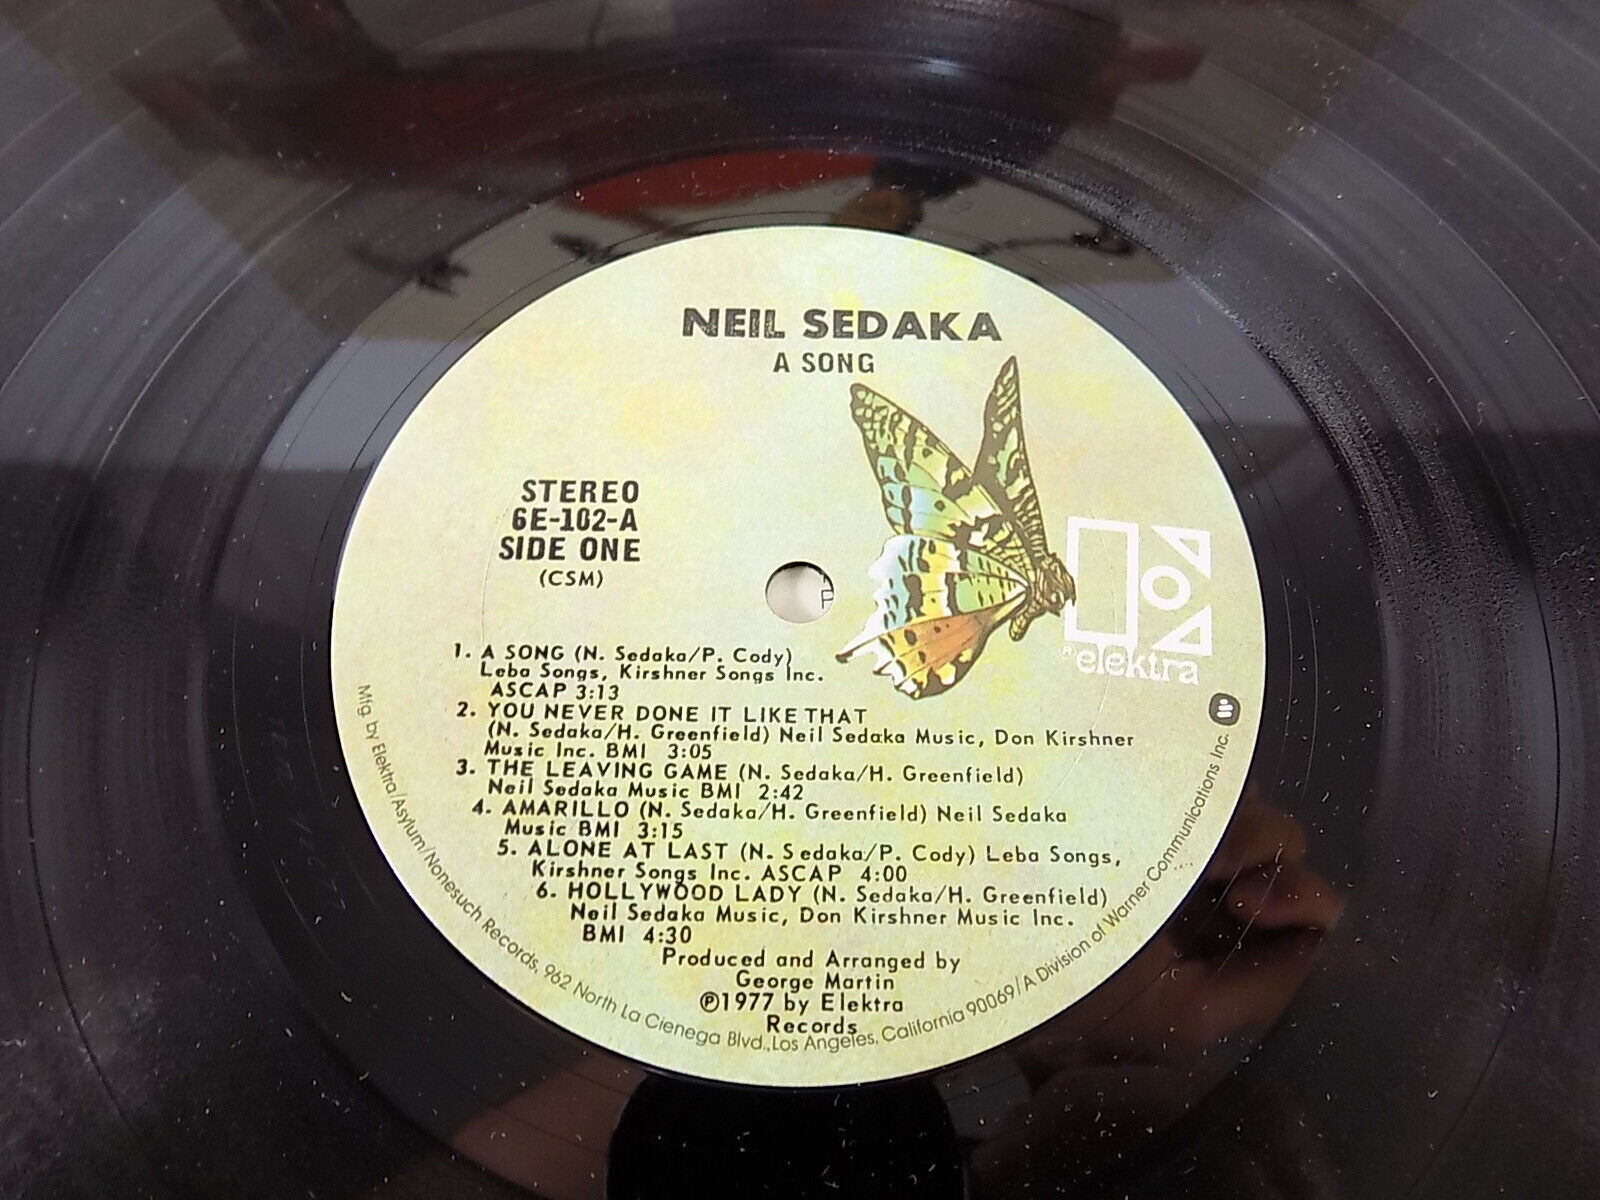 NEIL SEDAKA
A SONG
STEREO
6E-102-A
SIDE ONE
(CSM)
® elektra
1. A SONG (N. Sedaka/P. Cody)
Leba Songs, Kirshner Songs Inc.
ASCAP 3:13
2. YOU NEVER DONE IT LIKE THAT
(N. Sedaka/H. Greenfield) Neil Sedaka Music, Don Kirshner
Music Inc. BMI 3:05
3. THE LEAVING GAME (N. Sedaka/H. Greenfield)
Neil Sedaka Music BMI 2:42
4. AMARILLO (N. Sedaka/H. Greenfield) Neil Sedaka
Music BMI 3:15
5. ALONE AT LAST (N. Sedaka/P. Cody) Leba Songs,
Kirshner Songs Inc. ASCAP 4:00
6. HOLLYWOOD LADY (N. Sedaka/H. Greenfield)
Neil Sedaka Music, Don Kirshner Music Inc.
BMI 4:30
Produced and Arranged by
George Martin
℗1977 by Elektra
Records
Mfg. by Elektra/Asylum/Nonesuch Records, 962 North La Cienega Blvd., Los Angeles, California 90069/A Division of Warner Communications Inc.